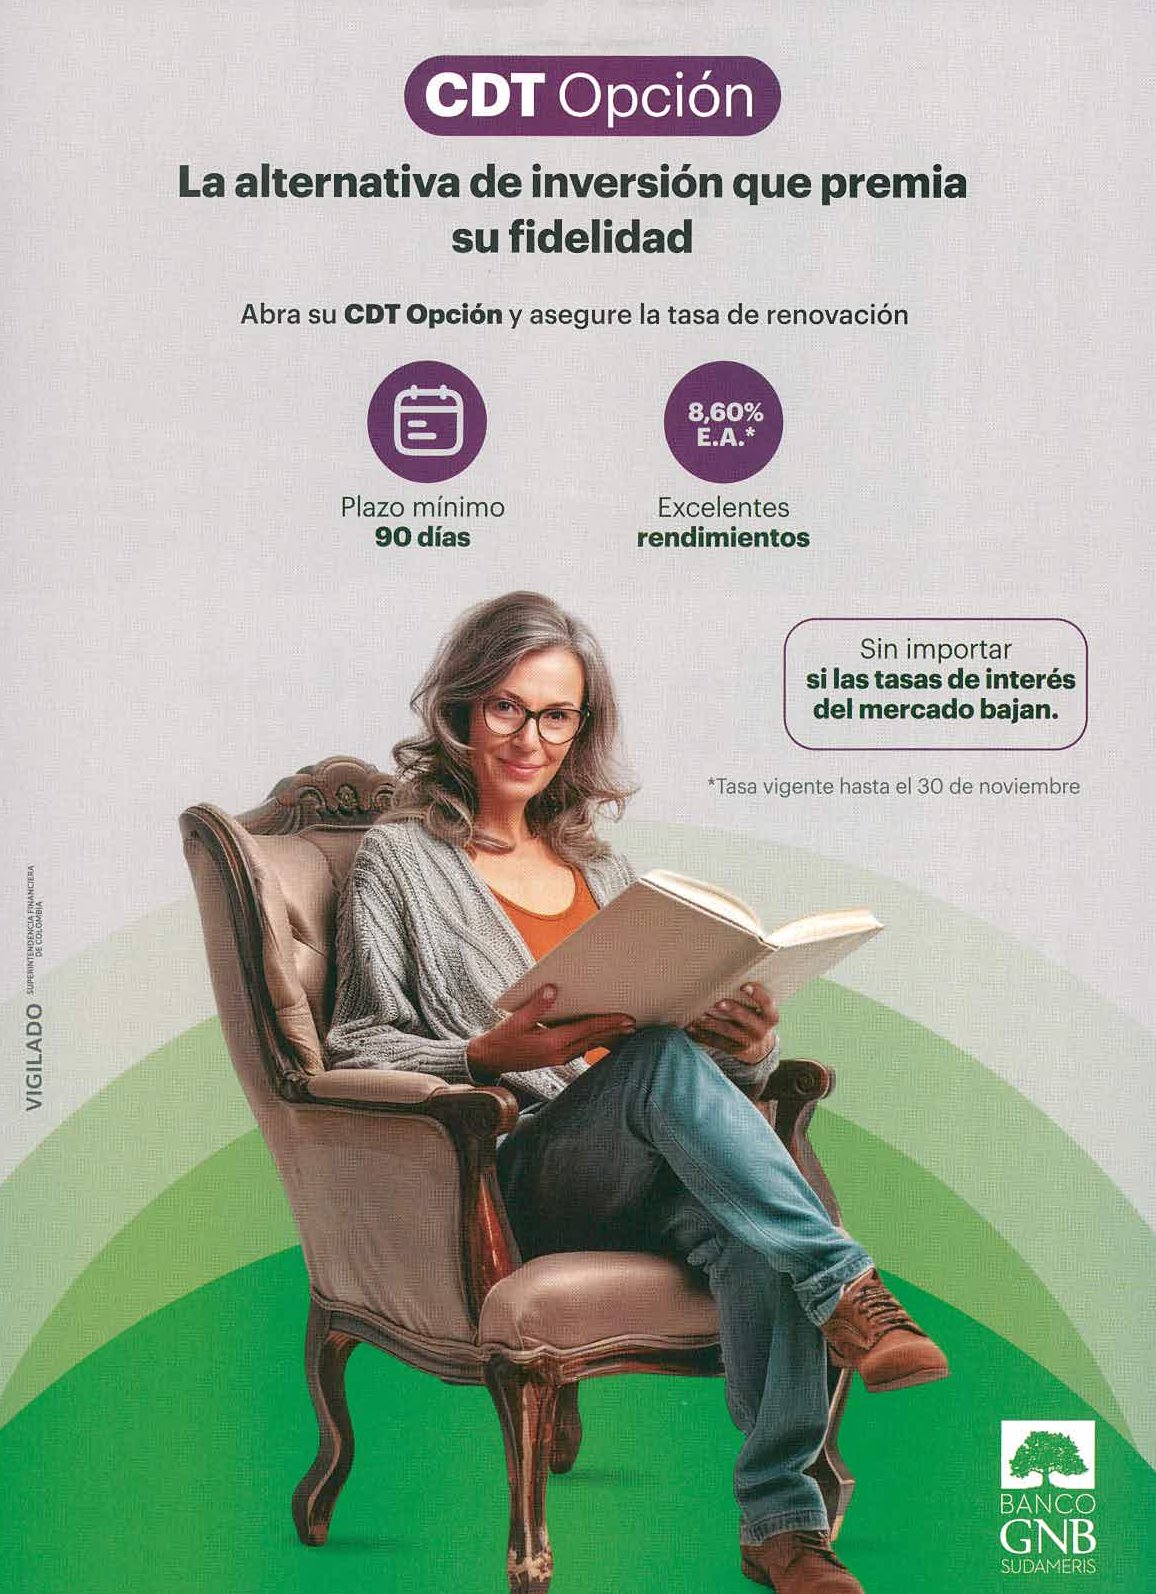 CDT Opción
La alternativa de inversión que premia
su fidelidad
Abra su CDT Opción y asegure la tasa de renovación
8,60%
E.A.*
Plazo mínimo
90 días
Excelentes
rendimientos
Sin importar
si las tasas de interés
del mercado bajan.
*Tasa vigente hasta el 30 de noviembre
VIGILADO
SUPERINTENDENCIA FINANCIERA
DE COLOMBIA
BANCO
GNB
SUDAMERIS